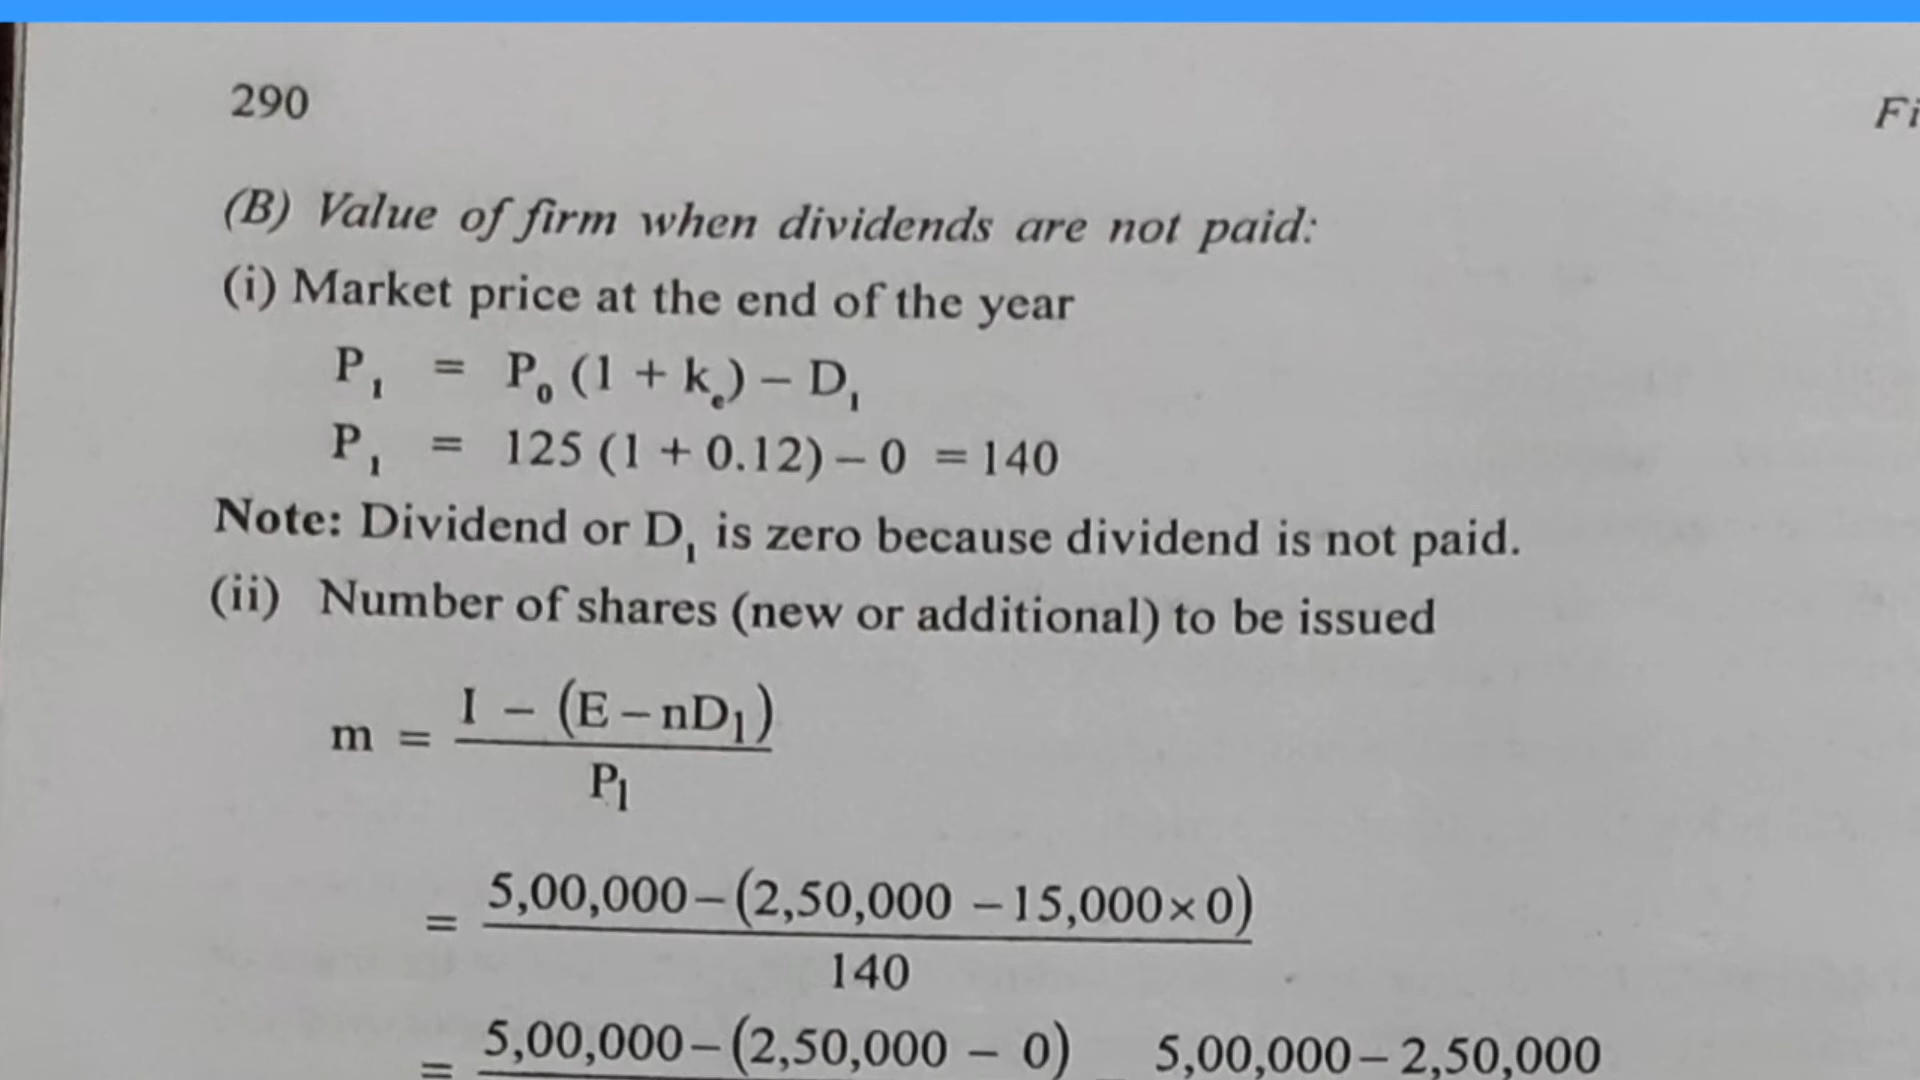 290
Fi
(B) Value of firm when dividends are not paid:
(i) Market price at the end of the year
P₁ = P₀ (1 + kₑ) – D₁
P₁ = 125 (1 + 0.12) – 0 = 140
Note: Dividend or D₁ is zero because dividend is not paid.
(ii) Number of shares (new or additional) to be issued
m = I – (E – nD₁)
P₁
= 5,00,000 – (2,50,000 – 15,000 × 0)
140
= 5,00,000 – (2,50,000 – 0) 5,00,000 – 2,50,000